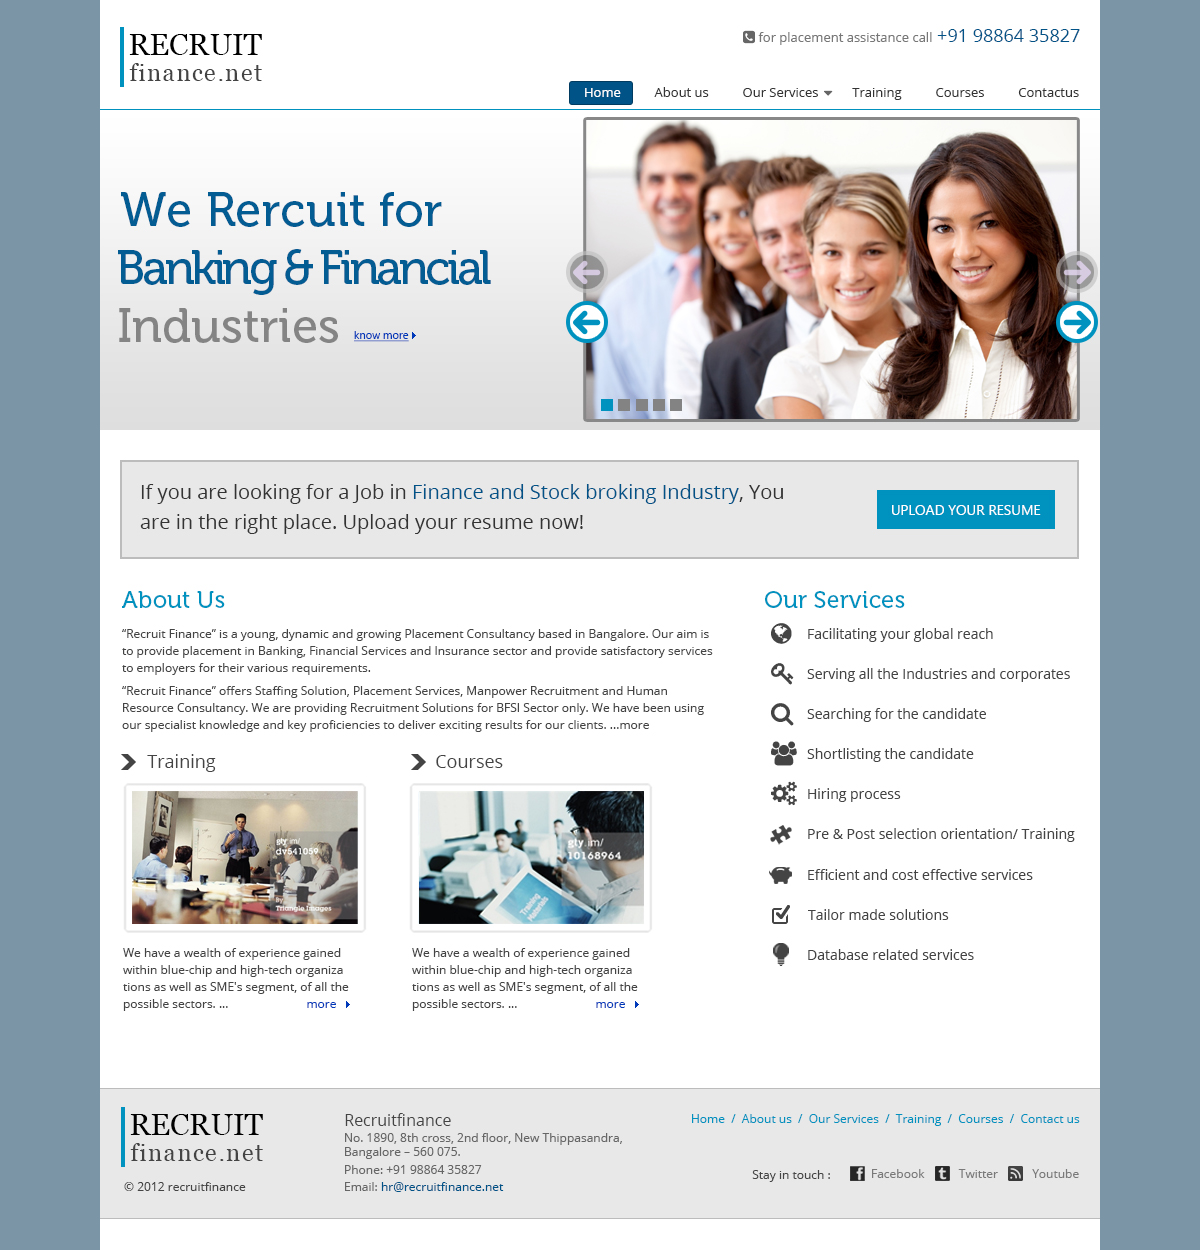 RECRUIT
finance.net
for placement assistance call +91 98864 35827
Home About us Our Services Training Courses Contactus
We Rercuit for
Banking & Financial
Industries know more
If you are looking for a Job in Finance and Stock broking Industry, You
are in the right place. Upload your resume now!
UPLOAD YOUR RESUME
About Us
“Recruit Finance” is a young, dynamic and growing Placement Consultancy based in Bangalore. Our aim is
to provide placement in Banking, Financial Services and Insurance sector and provide satisfactory services
to employers for their various requirements.
“Recruit Finance” offers Staffing Solution, Placement Services, Manpower Recruitment and Human
Resource Consultancy. We are providing Recruitment Solutions for BFSI Sector only. We have been using
our specialist knowledge and key proficiencies to deliver exciting results for our clients. ...more
Training
gty.im/
dv541059
by
Triangle Images
We have a wealth of experience gained
within blue-chip and high-tech organiza
tions as well as SME's segment, of all the
possible sectors. ... more
Courses
gty.im/
10168964
Training
Materials
We have a wealth of experience gained
within blue-chip and high-tech organiza
tions as well as SME's segment, of all the
possible sectors. ... more
Our Services
Facilitating your global reach
Serving all the Industries and corporates
Searching for the candidate
Shortlisting the candidate
Hiring process
Pre & Post selection orientation/ Training
Efficient and cost effective services
Tailor made solutions
Database related services
RECRUIT
finance.net
© 2012 recruitfinance
Recruitfinance
No. 1890, 8th cross, 2nd floor, New Thippasandra,
Bangalore – 560 075.
Phone: +91 98864 35827
Email: hr@recruitfinance.net
Home / About us / Our Services / Training / Courses / Contact us
Stay in touch : Facebook Twitter Youtube